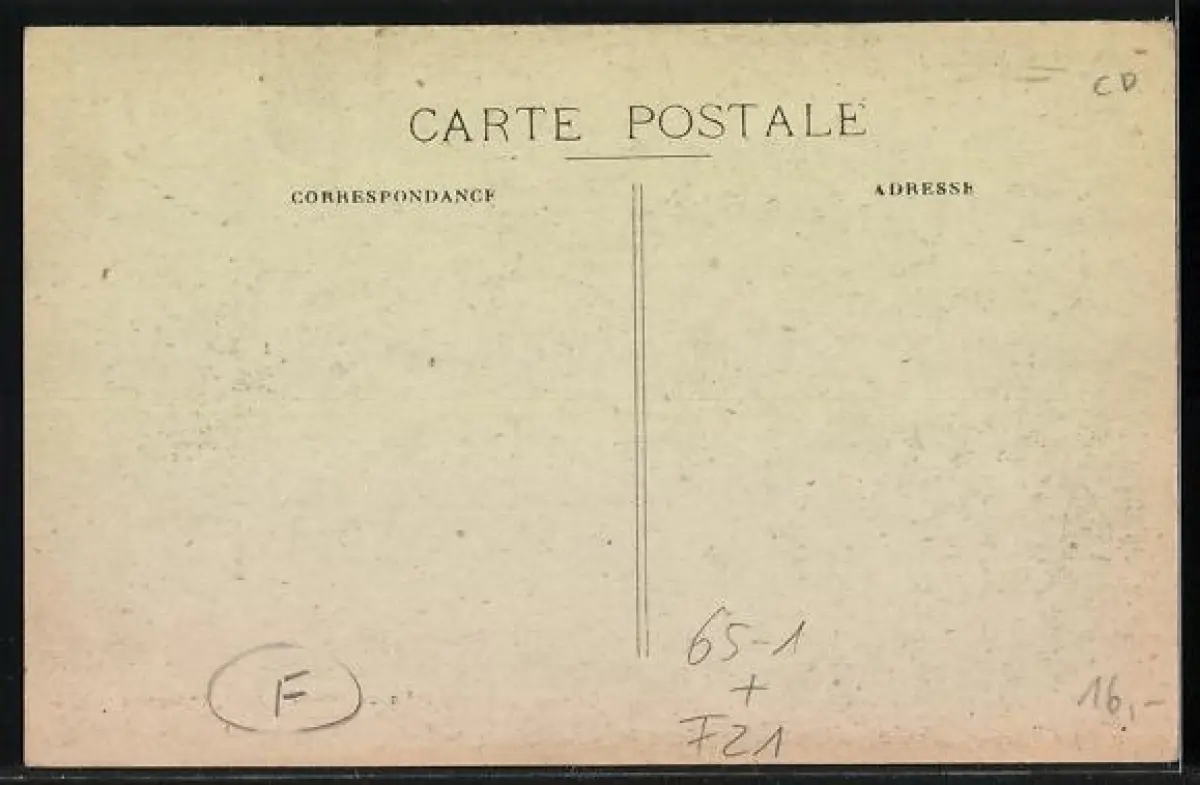 CD
CARTE POSTALE
CORRESPONDANCE
ADRESSE
F
65-1
+
F21
16,-